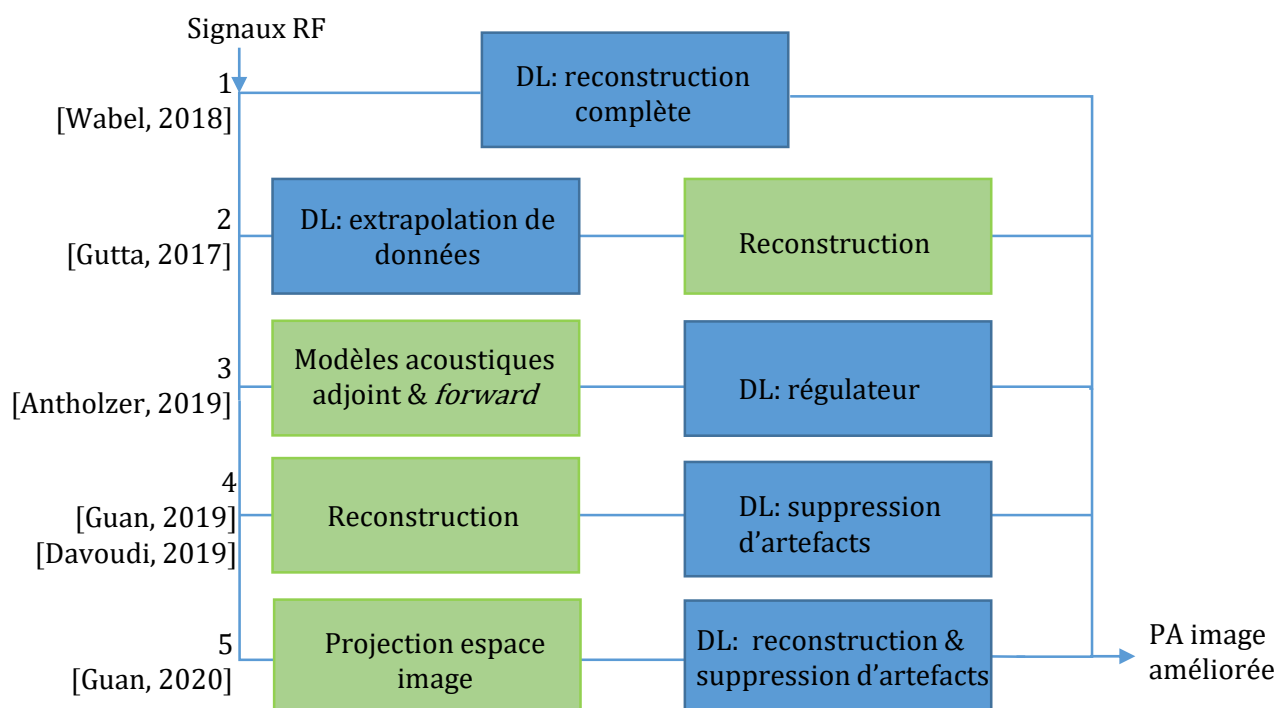 Signaux RF
1
[Wabel, 2018]
DL: reconstruction
complète
2
[Gutta, 2017]
DL: extrapolation de
données
Reconstruction
3
[Antholzer, 2019]
Modèles acoustiques
adjoint & forward
DL: régulateur
4
[Guan, 2019]
[Davoudi, 2019]
Reconstruction
DL: suppression
d'artefacts
5
[Guan, 2020]
Projection espace
image
DL: reconstruction &
suppression d'artefacts
PA image
améliorée